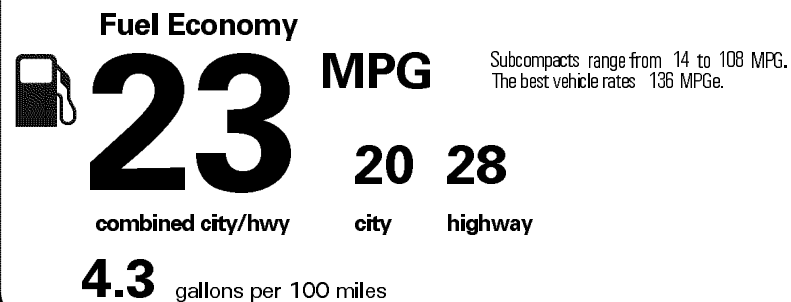 Fuel Economy
23 MPG
Subcompacts range from 14 to 108 MPG.
The best vehicle rates 136 MPGe.
20 28
combined city/hwy city highway
4.3 gallons per 100 miles